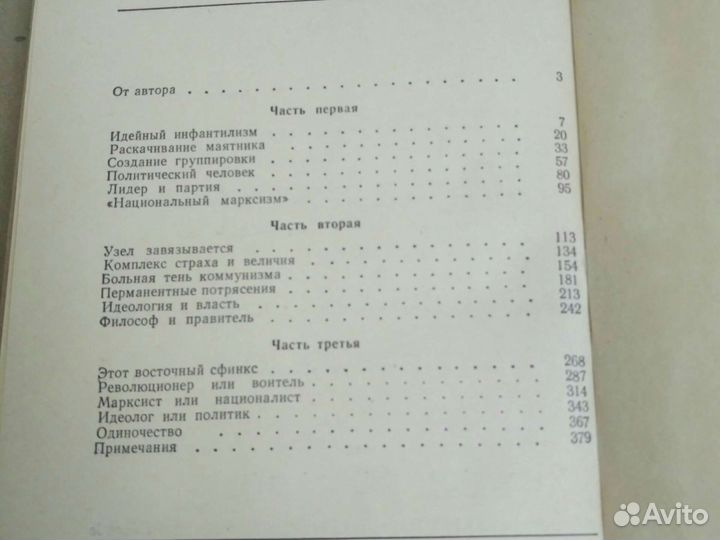 От автора . . . . . . . . . . . . . . . . . . . . 3
Часть первая
Идейный инфантилизм . . . . . . . . . . . . . . 7
Раскачивание маятника . . . . . . . . . . . . . . 20
Создание группировки . . . . . . . . . . . . . . 33
Политический человек . . . . . . . . . . . . . . 57
Лидер и партия . . . . . . . . . . . . . . . . 80
«Национальный марксизм» . . . . . . . . . . . . 95
Часть вторая
Узел завязывается . . . . . . . . . . . . . . . 113
Комплекс страха и величия . . . . . . . . . . . . 134
Больная тень коммунизма . . . . . . . . . . . . 154
Перманентные потрясения . . . . . . . . . . . . 181
Идеология и власть . . . . . . . . . . . . . . 213
Философ и правитель . . . . . . . . . . . . . . 242
Часть третья
Этот восточный сфинкс . . . . . . . . . . . . . 268
Революционер или воитель . . . . . . . . . . . . 287
Марксист или националист . . . . . . . . . . . . 314
Идеолог или политик . . . . . . . . . . . . . . 343
Одиночество . . . . . . . . . . . . . . . . . 367
Примечания . . . . . . . . . . . . . . . . . . 379
Avito